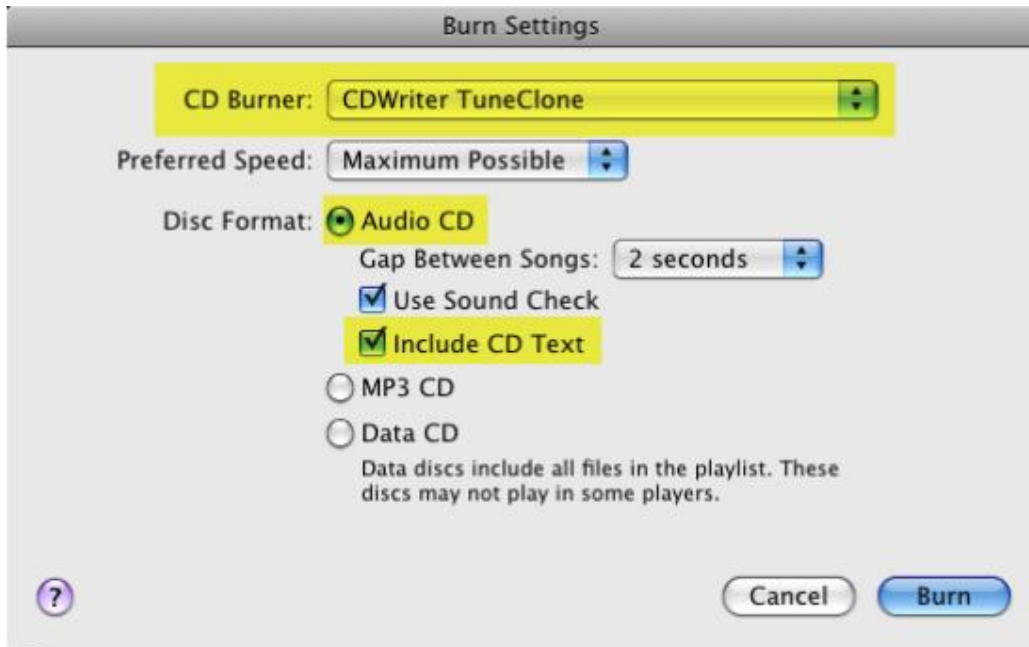 Burn Settings
CD Burner: CDWriter TuneClone
Preferred Speed: Maximum Possible
Disc Format: Audio CD
Gap Between Songs: 2 seconds
Use Sound Check
Include CD Text
MP3 CD
Data CD
Data discs include all files in the playlist. These
discs may not play in some players.
? Cancel Burn